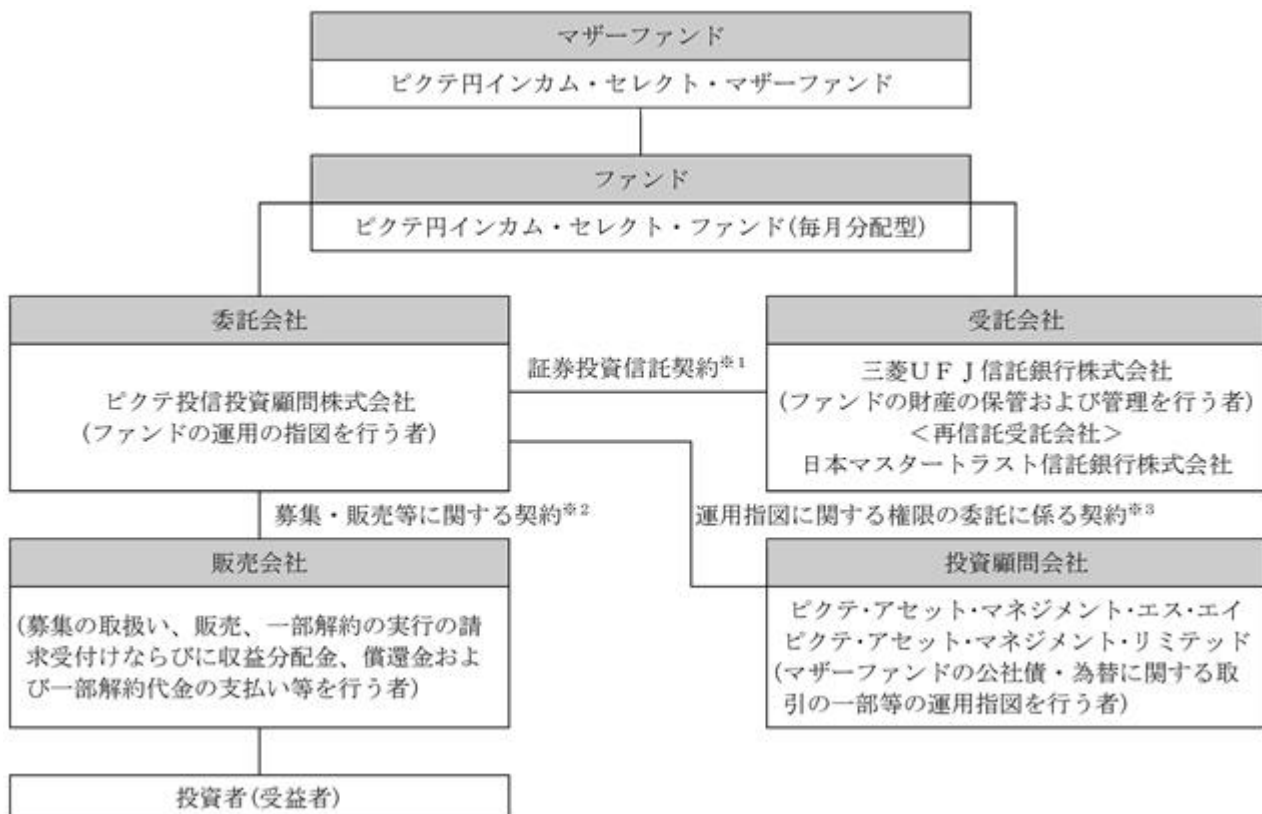 マザーファンド
ピクテ円インカム・セレクト・マザーファンド
ファンド
ピクテ円インカム・セレクト・ファンド(毎月分配型)
委託会社
ピクテ投信投資顧問株式会社
(ファンドの運用の指図を行う者)
証券投資信託契約※1
受託会社
三菱UFJ信託銀行株式会社
(ファンドの財産の保管および管理を行う者)
<再信託受託会社>
日本マスタートラスト信託銀行株式会社
募集・販売等に関する契約※2
運用指図に関する権限の委託に係る契約※3
販売会社
(募集の取扱い、販売、一部解約の実行の請
求受付けならびに収益分配金、償還金およ
び一部解約代金の支払い等を行う者)
投資顧問会社
ピクテ・アセット・マネジメント・エス・エイ
ピクテ・アセット・マネジメント・リミテッド
(マザーファンドの公社債・為替に関する取
引の一部等の運用指図を行う者)
投資者(受益者)